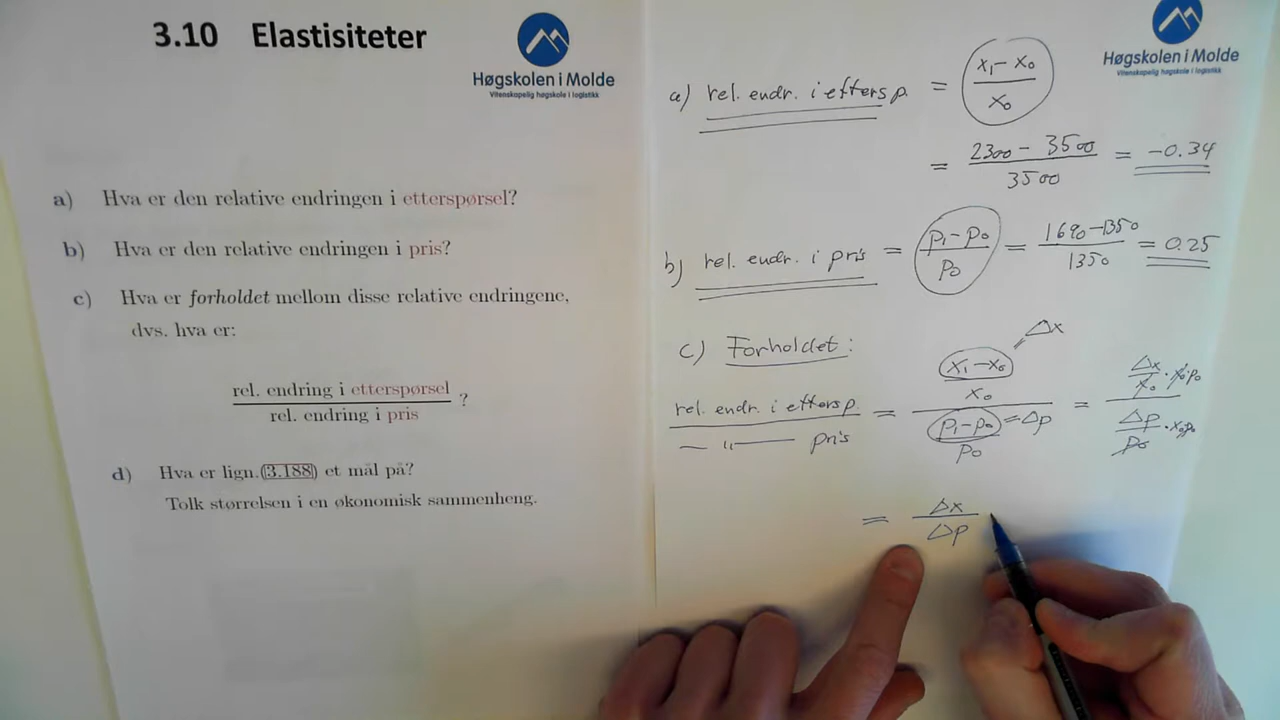 3.10 Elastisiteter
Høgskolen i Molde
Vitenskapelig høgskole i logistikk
a) Hva er den relative endringen i etterspørsel?
b) Hva er den relative endringen i pris?
c) Hva er forholdet mellom disse relative endringene,
dvs. hva er:
rel. endring i etterspørsel
rel. endring i pris
?
d) Hva er lign.(3.188) et mål på?
Tolk størrelsen i en økonomisk sammenheng.
Høgskolen i Molde
Vitenskapelig høgskole i logistikk
a) rel. endr. i ettersp. = (x₁ - x₀) / x₀
= (2300 - 3500) / 3500 = -0.34
b) rel. endr. i pris = (p₁ - p₀) / p₀ = (1690 - 1350) / 1350 = 0.25
c) Forholdet:
rel. endr. i ettersp. / — " — pris = ((x₁ - x₀) = Δx / x₀) / ((p₁ - p₀) = Δp / p₀) = (Δx / x₀ · x₀p₀) / (Δp / p₀ · x₀p₀)
= Δx / Δp